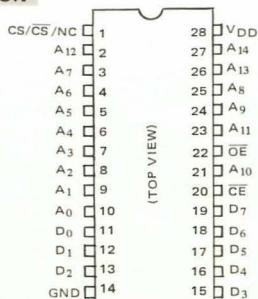 CS/C̅S̅/NC 1 28 VDD
A12 2 27 A14
A7 3 26 A13
A6 4 25 A8
A5 5 24 A9
A4 6 23 A11
A3 7 22 O̅E̅
A2 8 21 A10
A1 9 20 C̅E̅
A0 10 19 D7
D0 11 18 D6
D1 12 17 D5
D2 13 16 D4
GND 14 15 D3
(TOP VIEW)